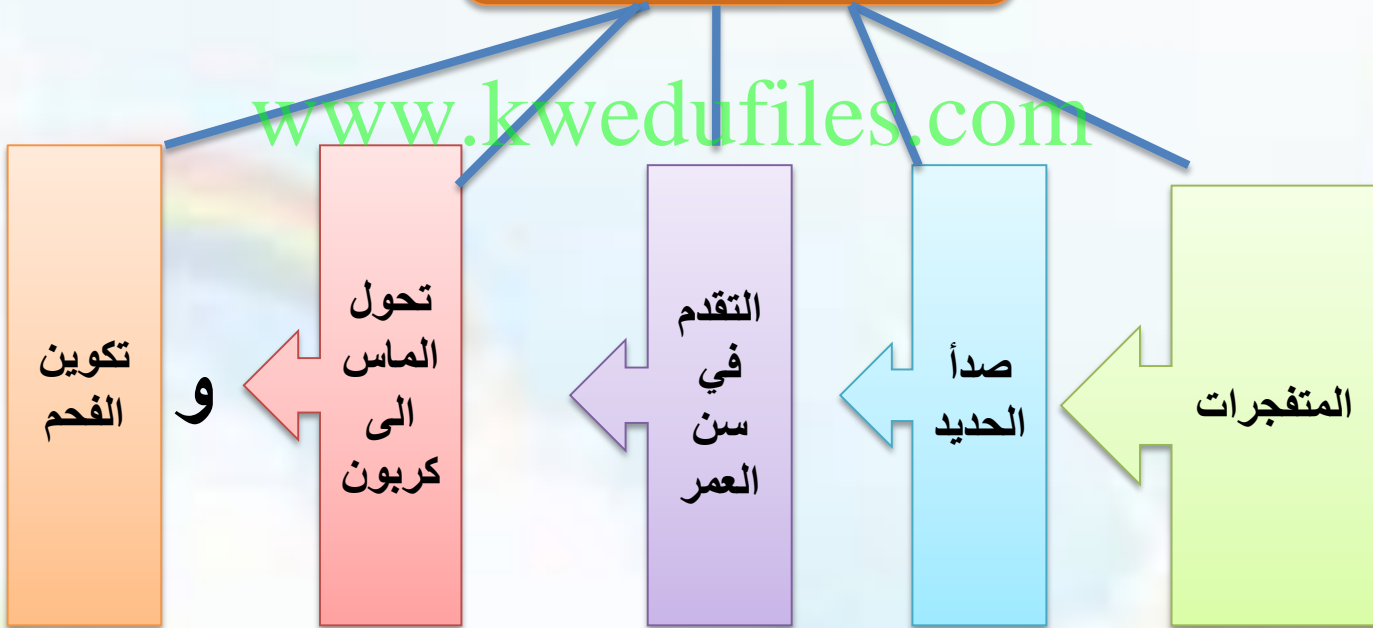 www.kwedufiles.com
المتفجرات
صدأ
الحديد
التقدم
في
سن
العمر
تحول
الماس
الى
كربون
و
تكوين
الفحم